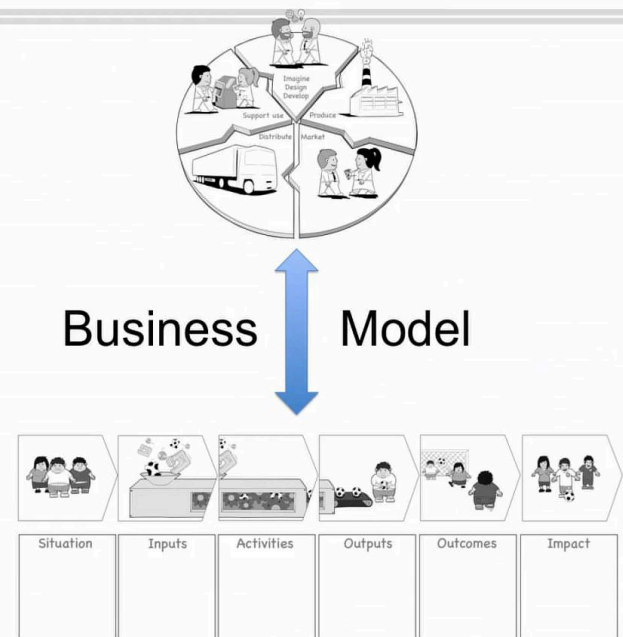 Imagine
Design
Develop
Support use
Produce
Distribute
Market
Business Model
Situation
Inputs
Activities
Outputs
Outcomes
Impact